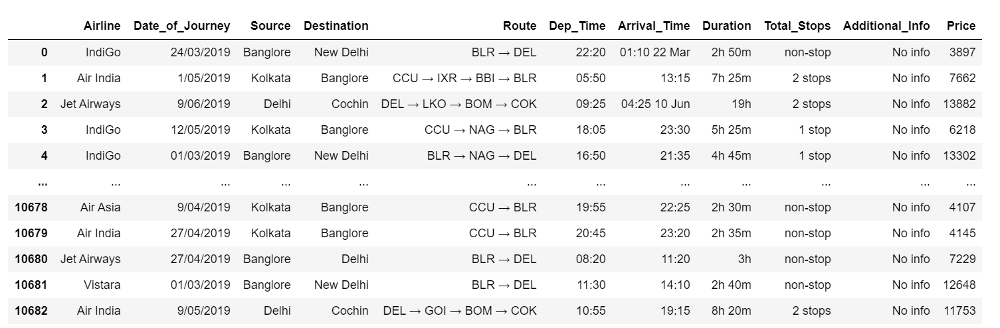 Airline Date_of_Journey Source Destination Route Dep_Time Arrival_Time Duration Total_Stops Additional_Info Price
0 IndiGo 24/03/2019 Banglore New Delhi BLR → DEL 22:20 01:10 22 Mar 2h 50m non-stop No info 3897
1 Air India 1/05/2019 Kolkata Banglore CCU → IXR → BBI → BLR 05:50 13:15 7h 25m 2 stops No info 7662
2 Jet Airways 9/06/2019 Delhi Cochin DEL → LKO → BOM → COK 09:25 04:25 10 Jun 19h 2 stops No info 13882
3 IndiGo 12/05/2019 Kolkata Banglore CCU → NAG → BLR 18:05 23:30 5h 25m 1 stop No info 6218
4 IndiGo 01/03/2019 Banglore New Delhi BLR → NAG → DEL 16:50 21:35 4h 45m 1 stop No info 13302
... ... ... ... ... ... ... ... ... ... ... ...
10678 Air Asia 9/04/2019 Kolkata Banglore CCU → BLR 19:55 22:25 2h 30m non-stop No info 4107
10679 Air India 27/04/2019 Kolkata Banglore CCU → BLR 20:45 23:20 2h 35m non-stop No info 4145
10680 Jet Airways 27/04/2019 Banglore Delhi BLR → DEL 08:20 11:20 3h non-stop No info 7229
10681 Vistara 01/03/2019 Banglore New Delhi BLR → DEL 11:30 14:10 2h 40m non-stop No info 12648
10682 Air India 9/05/2019 Delhi Cochin DEL → GOI → BOM → COK 10:55 19:15 8h 20m 2 stops No info 11753